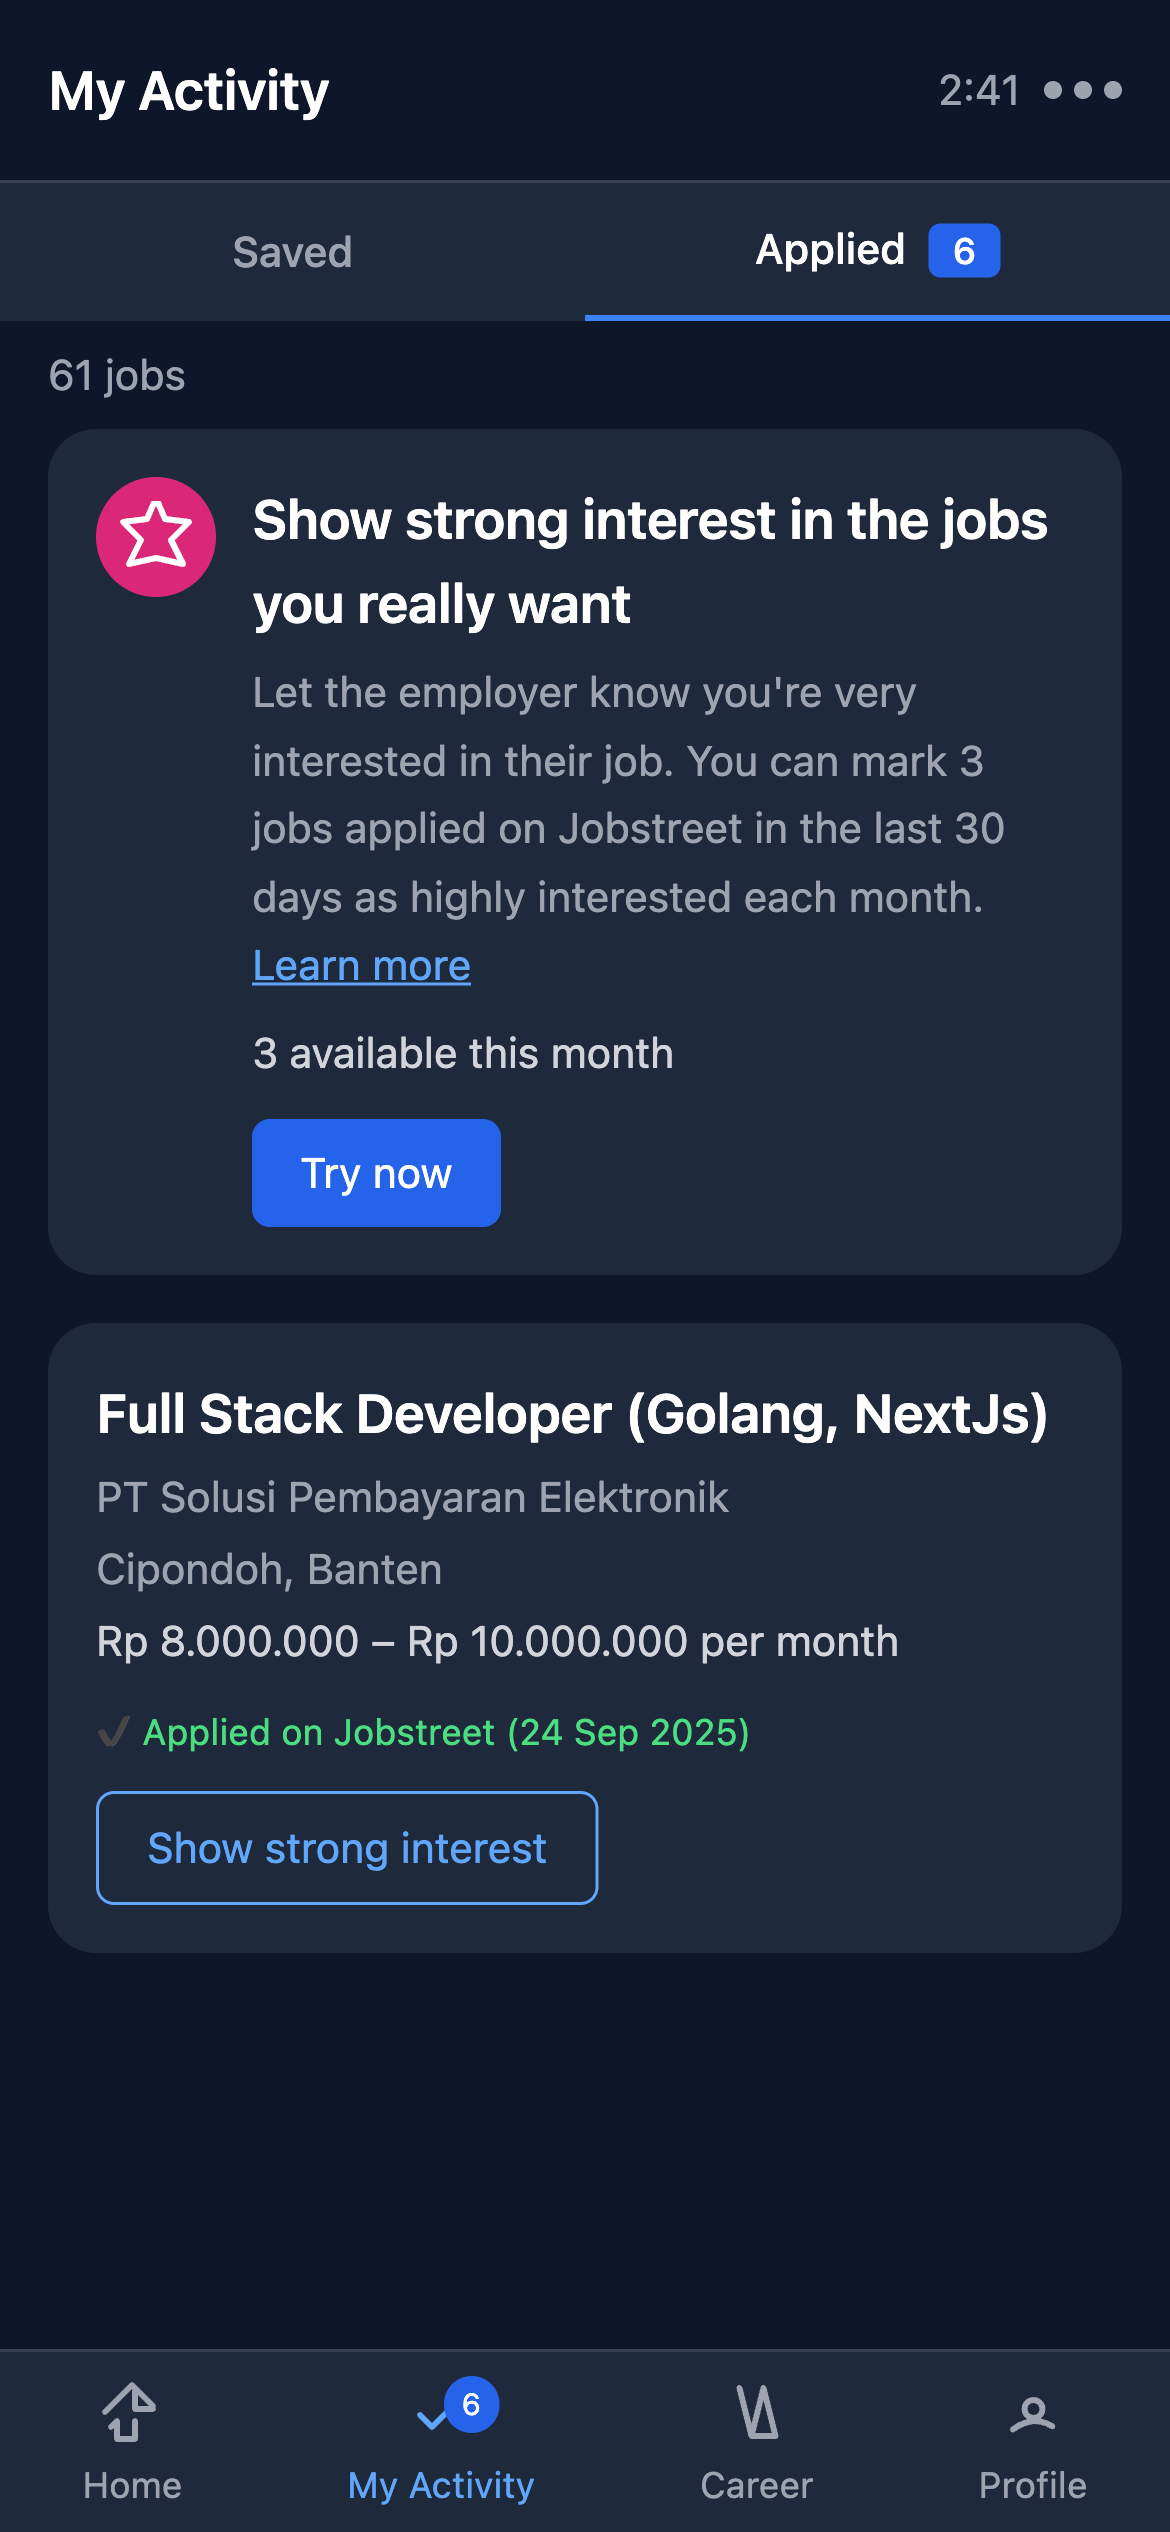 My Activity
2:41
Saved
Applied 6
61 jobs
Show strong interest in the jobs
you really want
Let the employer know you're very
interested in their job. You can mark 3
jobs applied on Jobstreet in the last 30
days as highly interested each month.
Learn more
3 available this month
Try now
Full Stack Developer (Golang, NextJs)
PT Solusi Pembayaran Elektronik
Cipondoh, Banten
Rp 8.000.000 – Rp 10.000.000 per month
✓ Applied on Jobstreet (24 Sep 2025)
Show strong interest
6
Home
My Activity
Career
Profile